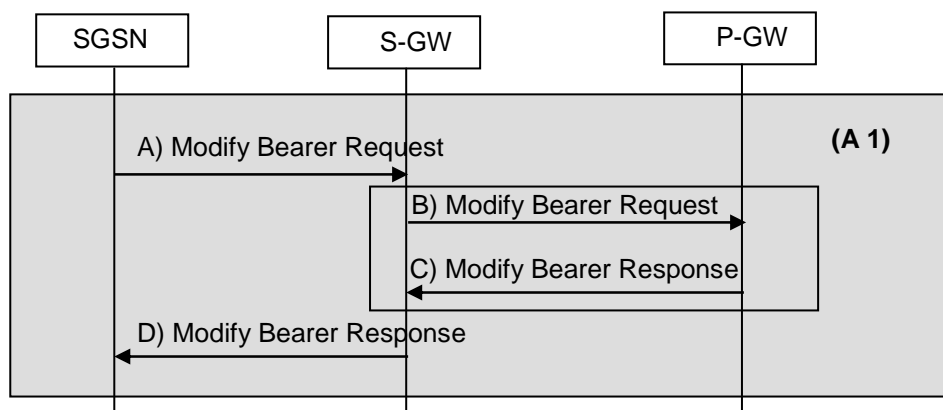 SGSN
S-GW
P-GW
(A 1)
A) Modify Bearer Request
B) Modify Bearer Request
C) Modify Bearer Response
D) Modify Bearer Response